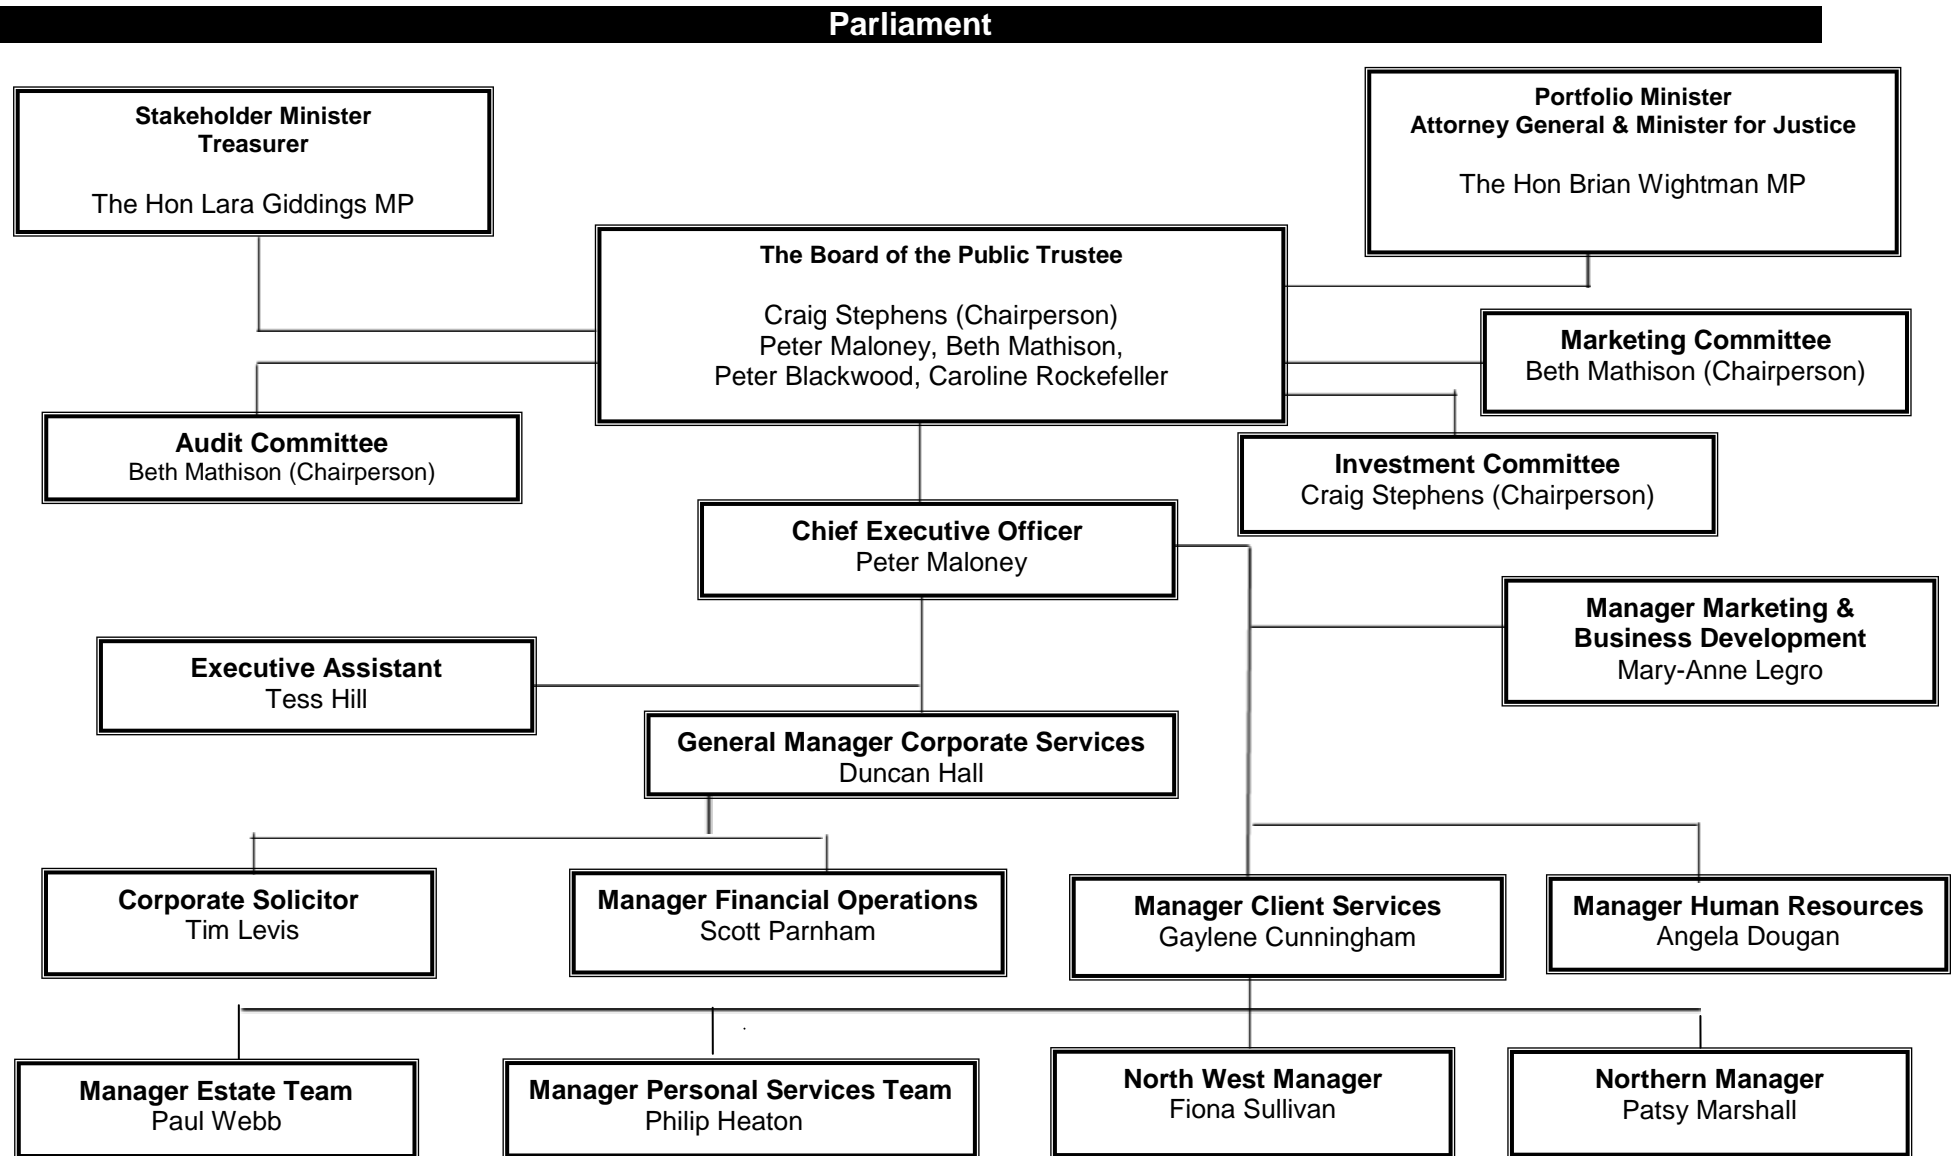 Parliament
Stakeholder Minister
Treasurer
The Hon Lara Giddings MP
Portfolio Minister
Attorney General & Minister for Justice
The Hon Brian Wightman MP
The Board of the Public Trustee
Craig Stephens (Chairperson)
Peter Maloney, Beth Mathison,
Peter Blackwood, Caroline Rockefeller
Marketing Committee
Beth Mathison (Chairperson)
Audit Committee
Beth Mathison (Chairperson)
Investment Committee
Craig Stephens (Chairperson)
Chief Executive Officer
Peter Maloney
Manager Marketing &
Business Development
Mary-Anne Legro
Executive Assistant
Tess Hill
General Manager Corporate Services
Duncan Hall
Corporate Solicitor
Tim Levis
Manager Financial Operations
Scott Parnham
Manager Client Services
Gaylene Cunningham
Manager Human Resources
Angela Dougan
Manager Estate Team
Paul Webb
Manager Personal Services Team
Philip Heaton
North West Manager
Fiona Sullivan
Northern Manager
Patsy Marshall